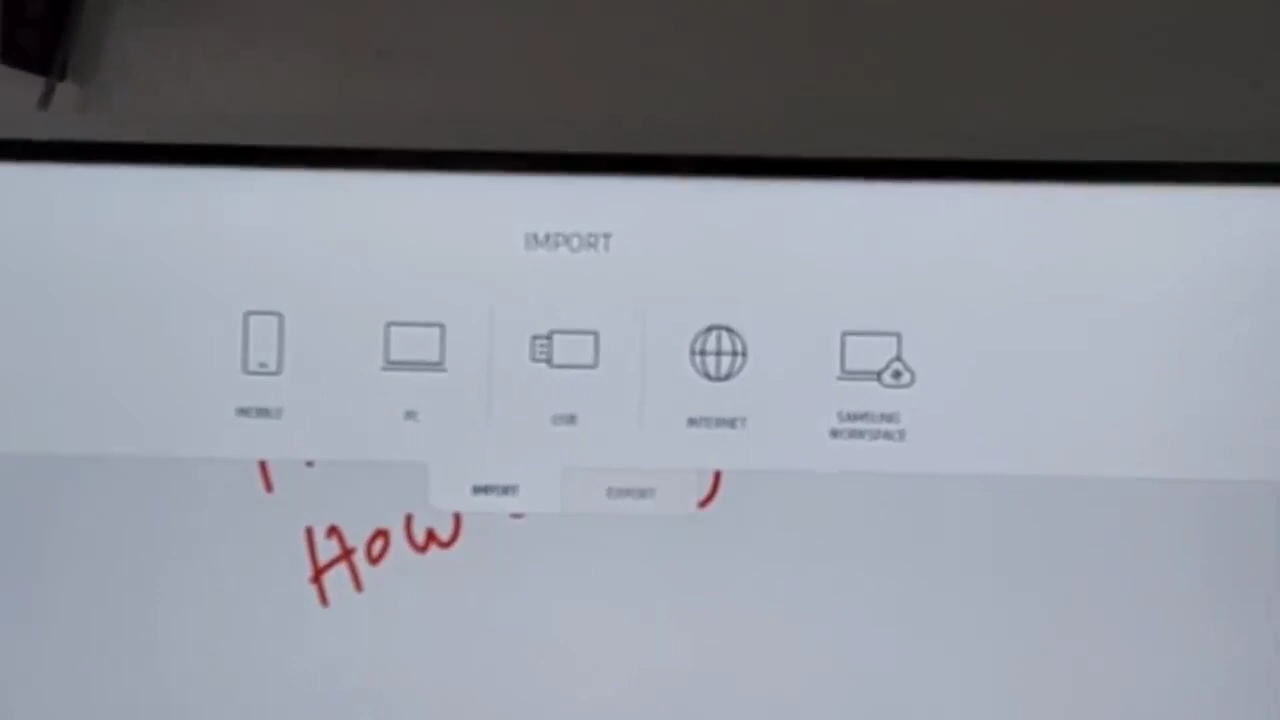 IMPORT
MOBILE
PC
USB
INTERNET
SAMSUNG
WORKSPACE
IMPORT
EXPORT
How